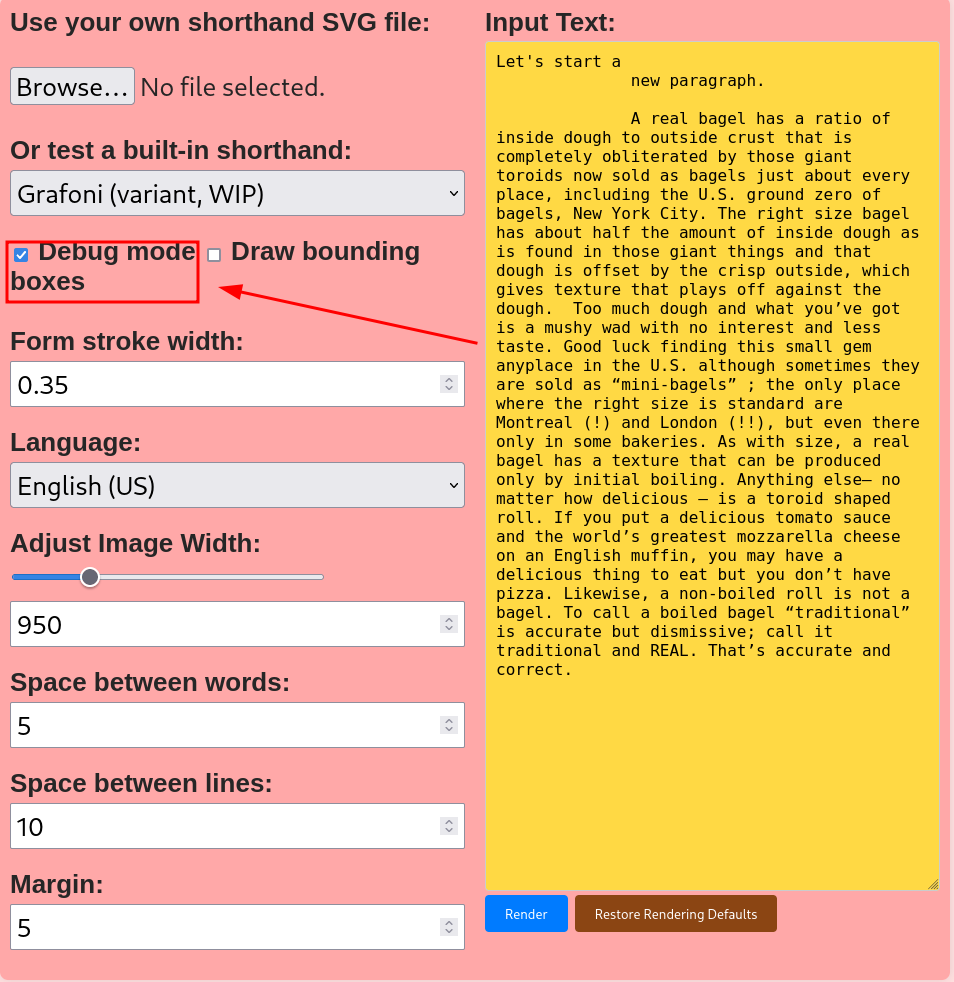 Use your own shorthand SVG file:
Browse... No file selected.
Or test a built-in shorthand:
Grafoni (variant, WIP)
Debug mode Draw bounding
boxes
Form stroke width:
0.35
Language:
English (US)
Adjust Image Width:
950
Space between words:
5
Space between lines:
10
Margin:
5
Input Text:
Let's start a
new paragraph.
A real bagel has a ratio of
inside dough to outside crust that is
completely obliterated by those giant
toroids now sold as bagels just about every
place, including the U.S. ground zero of
bagels, New York City. The right size bagel
has about half the amount of inside dough as
is found in those giant things and that
dough is offset by the crisp outside, which
gives texture that plays off against the
dough.  Too much dough and what you’ve got
is a mushy wad with no interest and less
taste. Good luck finding this small gem
anyplace in the U.S. although sometimes they
are sold as “mini-bagels” ; the only place
where the right size is standard are
Montreal (!) and London (!!), but even there
only in some bakeries. As with size, a real
bagel has a texture that can be produced
only by initial boiling. Anything else— no
matter how delicious — is a toroid shaped
roll. If you put a delicious tomato sauce
and the world’s greatest mozzarella cheese
on an English muffin, you may have a
delicious thing to eat but you don’t have
pizza. Likewise, a non-boiled roll is not a
bagel. To call a boiled bagel “traditional”
is accurate but dismissive; call it
traditional and REAL. That’s accurate and
correct.
Render Restore Rendering Defaults